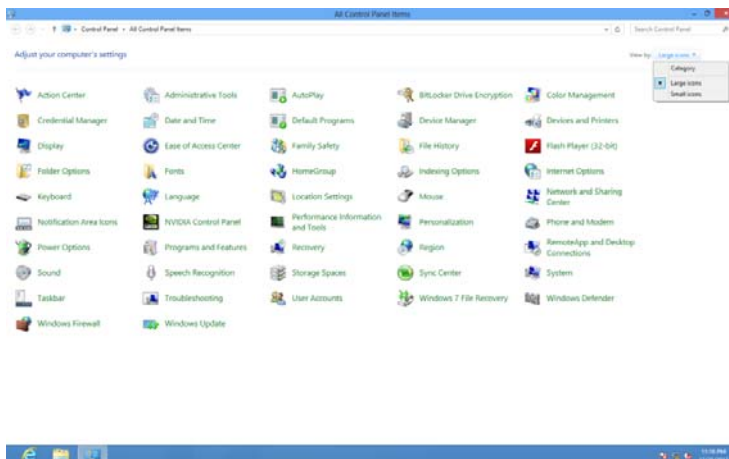 All Control Panel Items
Control Panel All Control Panel Items
Search Control Panel
Adjust your computer's settings
View by: Large icons
Category
Large icons
Small icons
Action Center Administrative Tools AutoPlay BitLocker Drive Encryption Color Management
Credential Manager Date and Time Default Programs Device Manager Devices and Printers
Display Ease of Access Center Family Safety File History Flash Player (32-bit)
Folder Options Fonts HomeGroup Indexing Options Internet Options
Keyboard Language Location Settings Mouse Network and Sharing
Center
Notification Area Icons NVIDIA Control Panel Performance Information
and Tools Personalization Phone and Modem
Power Options Programs and Features Recovery Region RemoteApp and Desktop
Connections
Sound Speech Recognition Storage Spaces Sync Center System
Taskbar Troubleshooting User Accounts Windows 7 File Recovery Windows Defender
Windows Firewall Windows Update